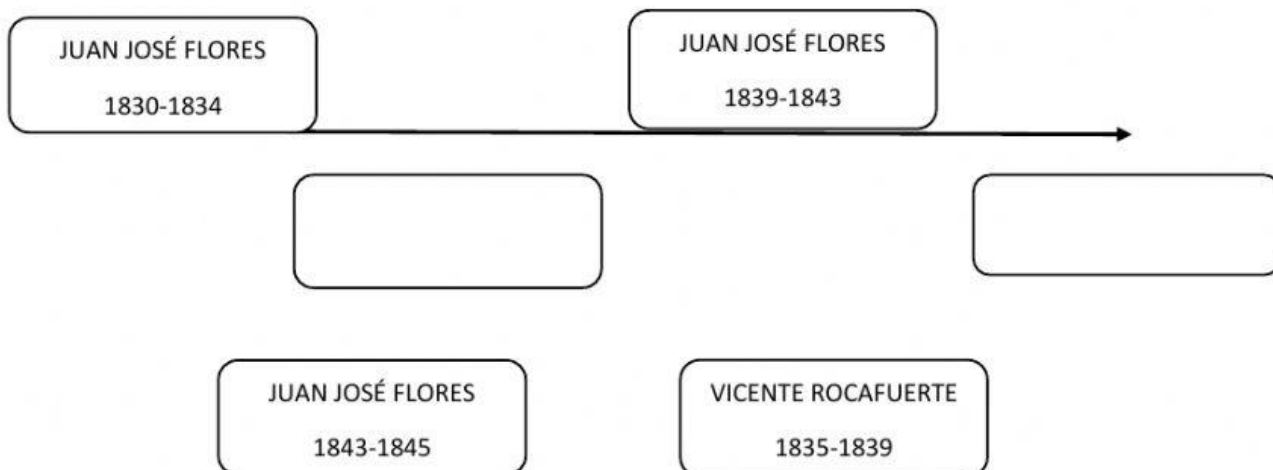 JUAN JOSÉ FLORES
1830-1834
JUAN JOSÉ FLORES
1839-1843
JUAN JOSÉ FLORES
1843-1845
VICENTE ROCAFUERTE
1835-1839